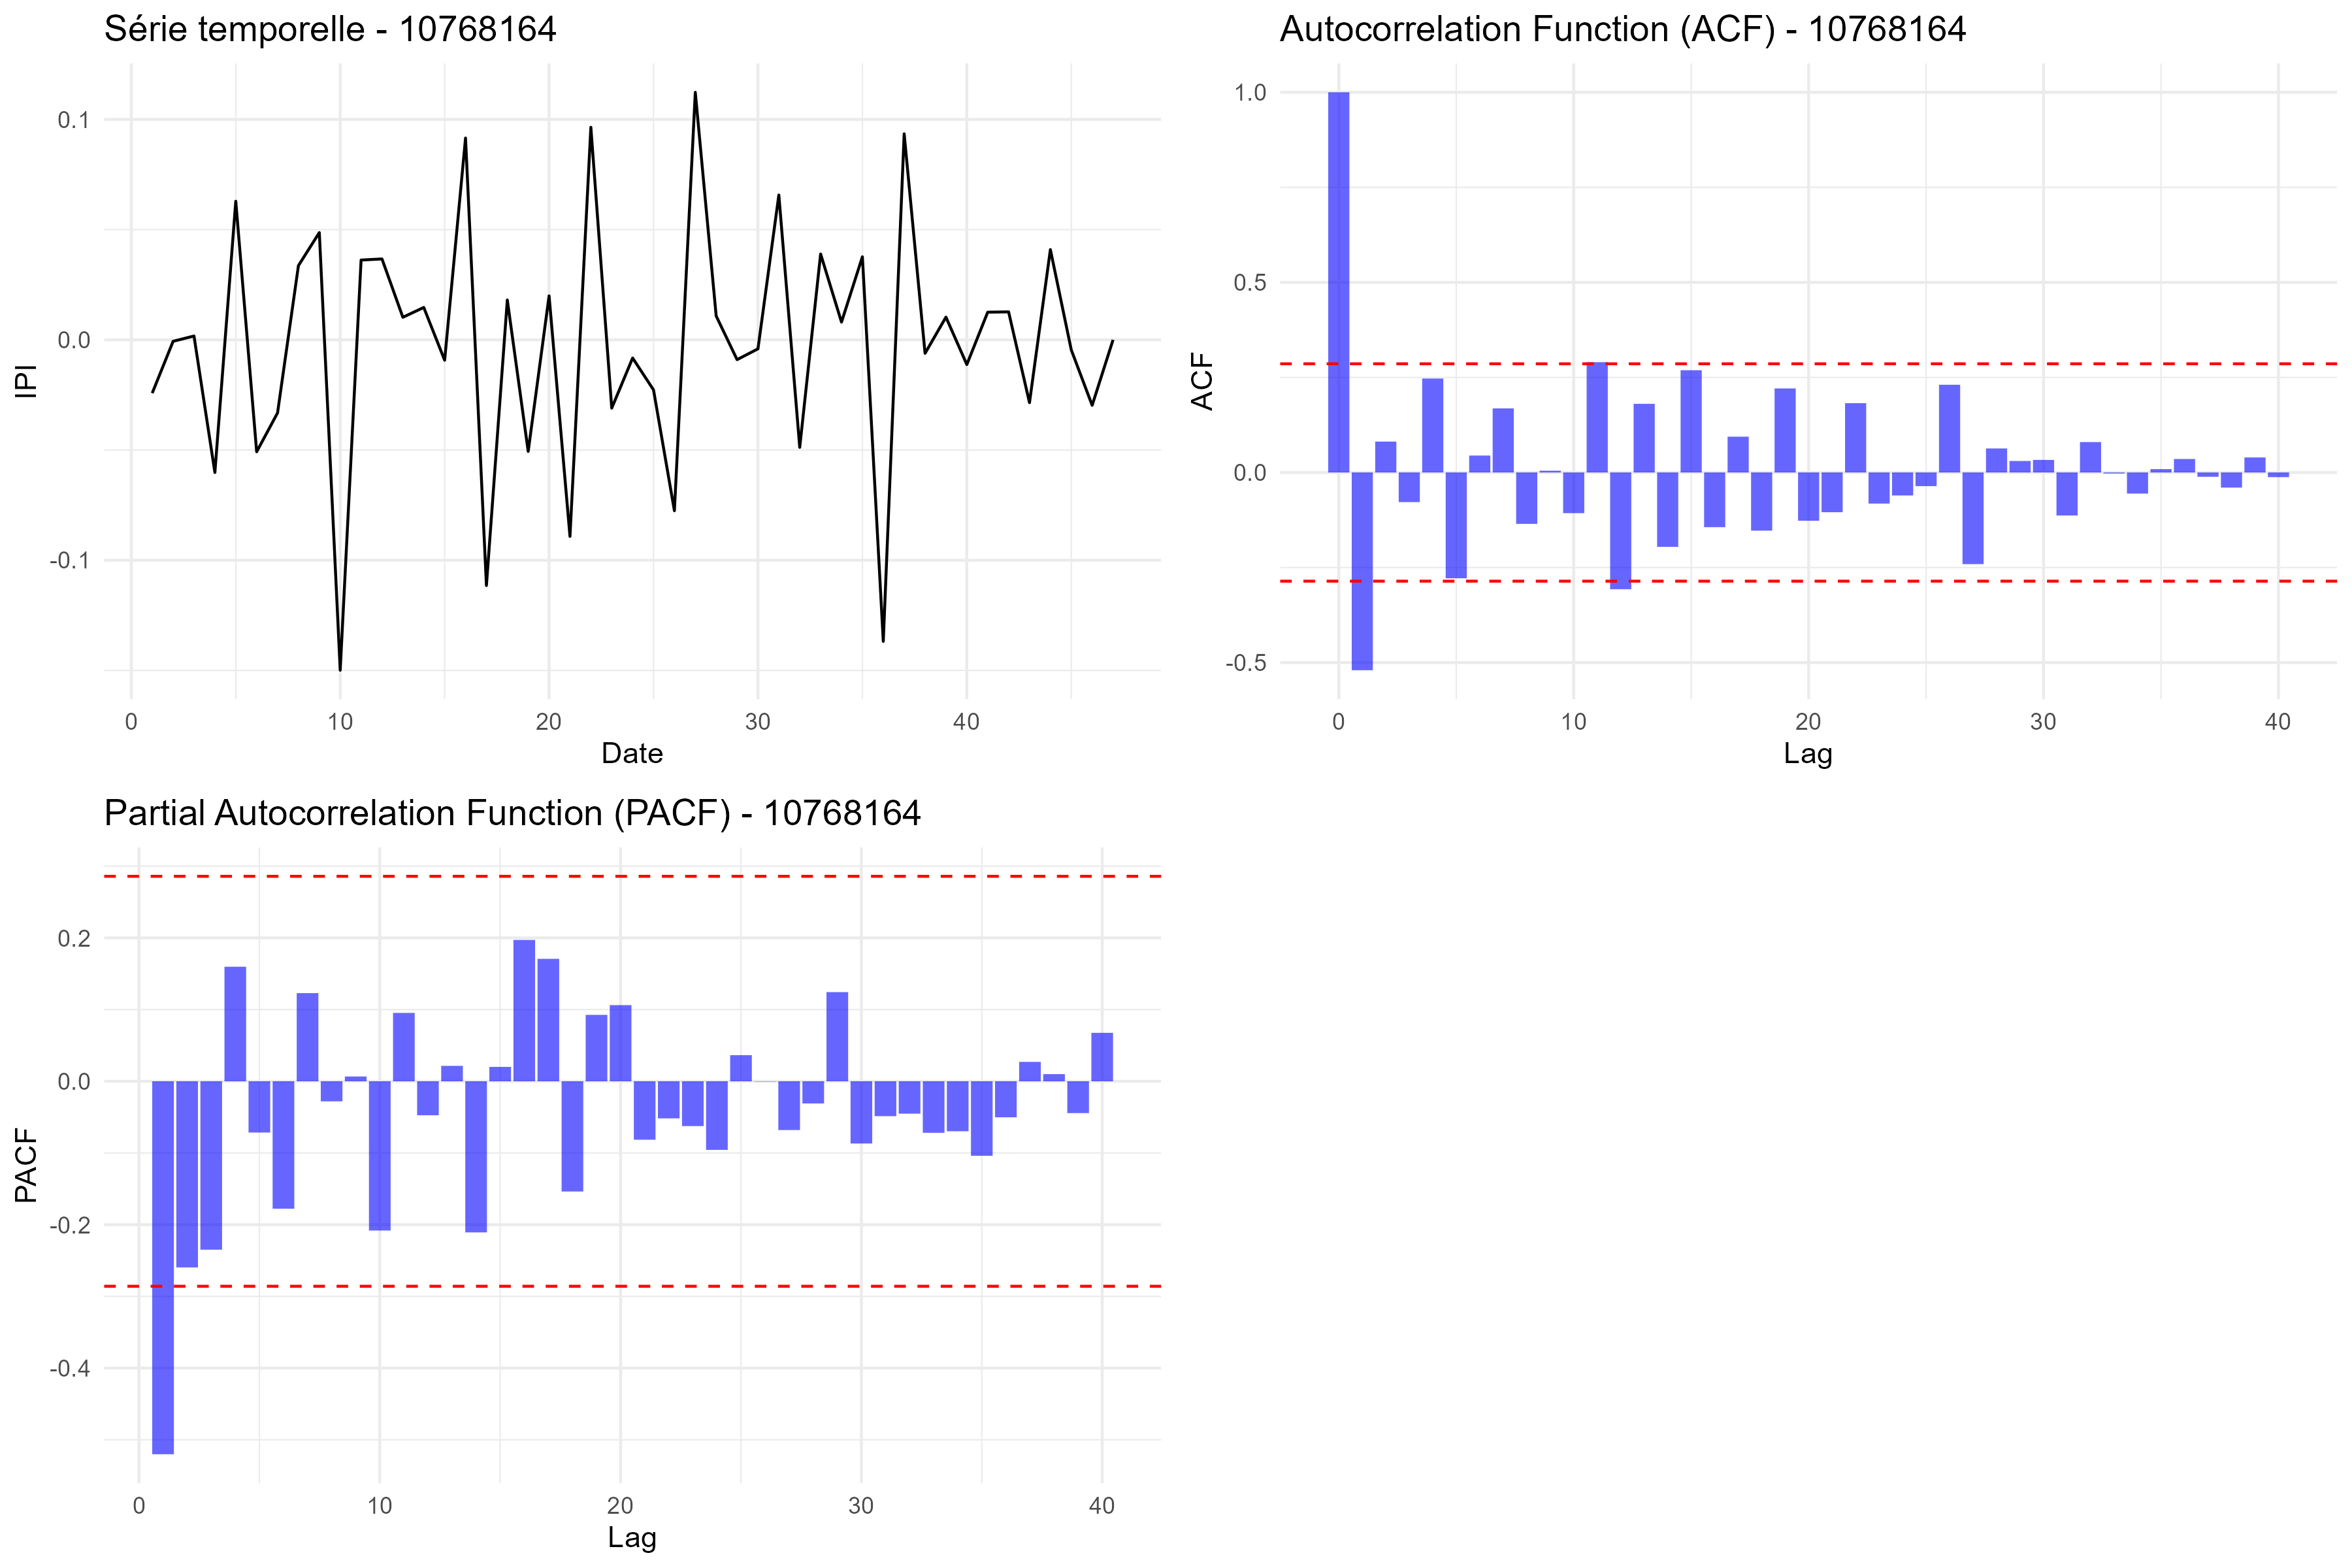 Série temporelle - 10768164
0.1
0.0
-0.1
IPI
0 10 20 30 40
Date
Autocorrelation Function (ACF) - 10768164
1.0
0.5
0.0
-0.5
ACF
0 10 20 30 40
Lag
Partial Autocorrelation Function (PACF) - 10768164
0.2
0.0
-0.2
-0.4
PACF
0 10 20 30 40
Lag